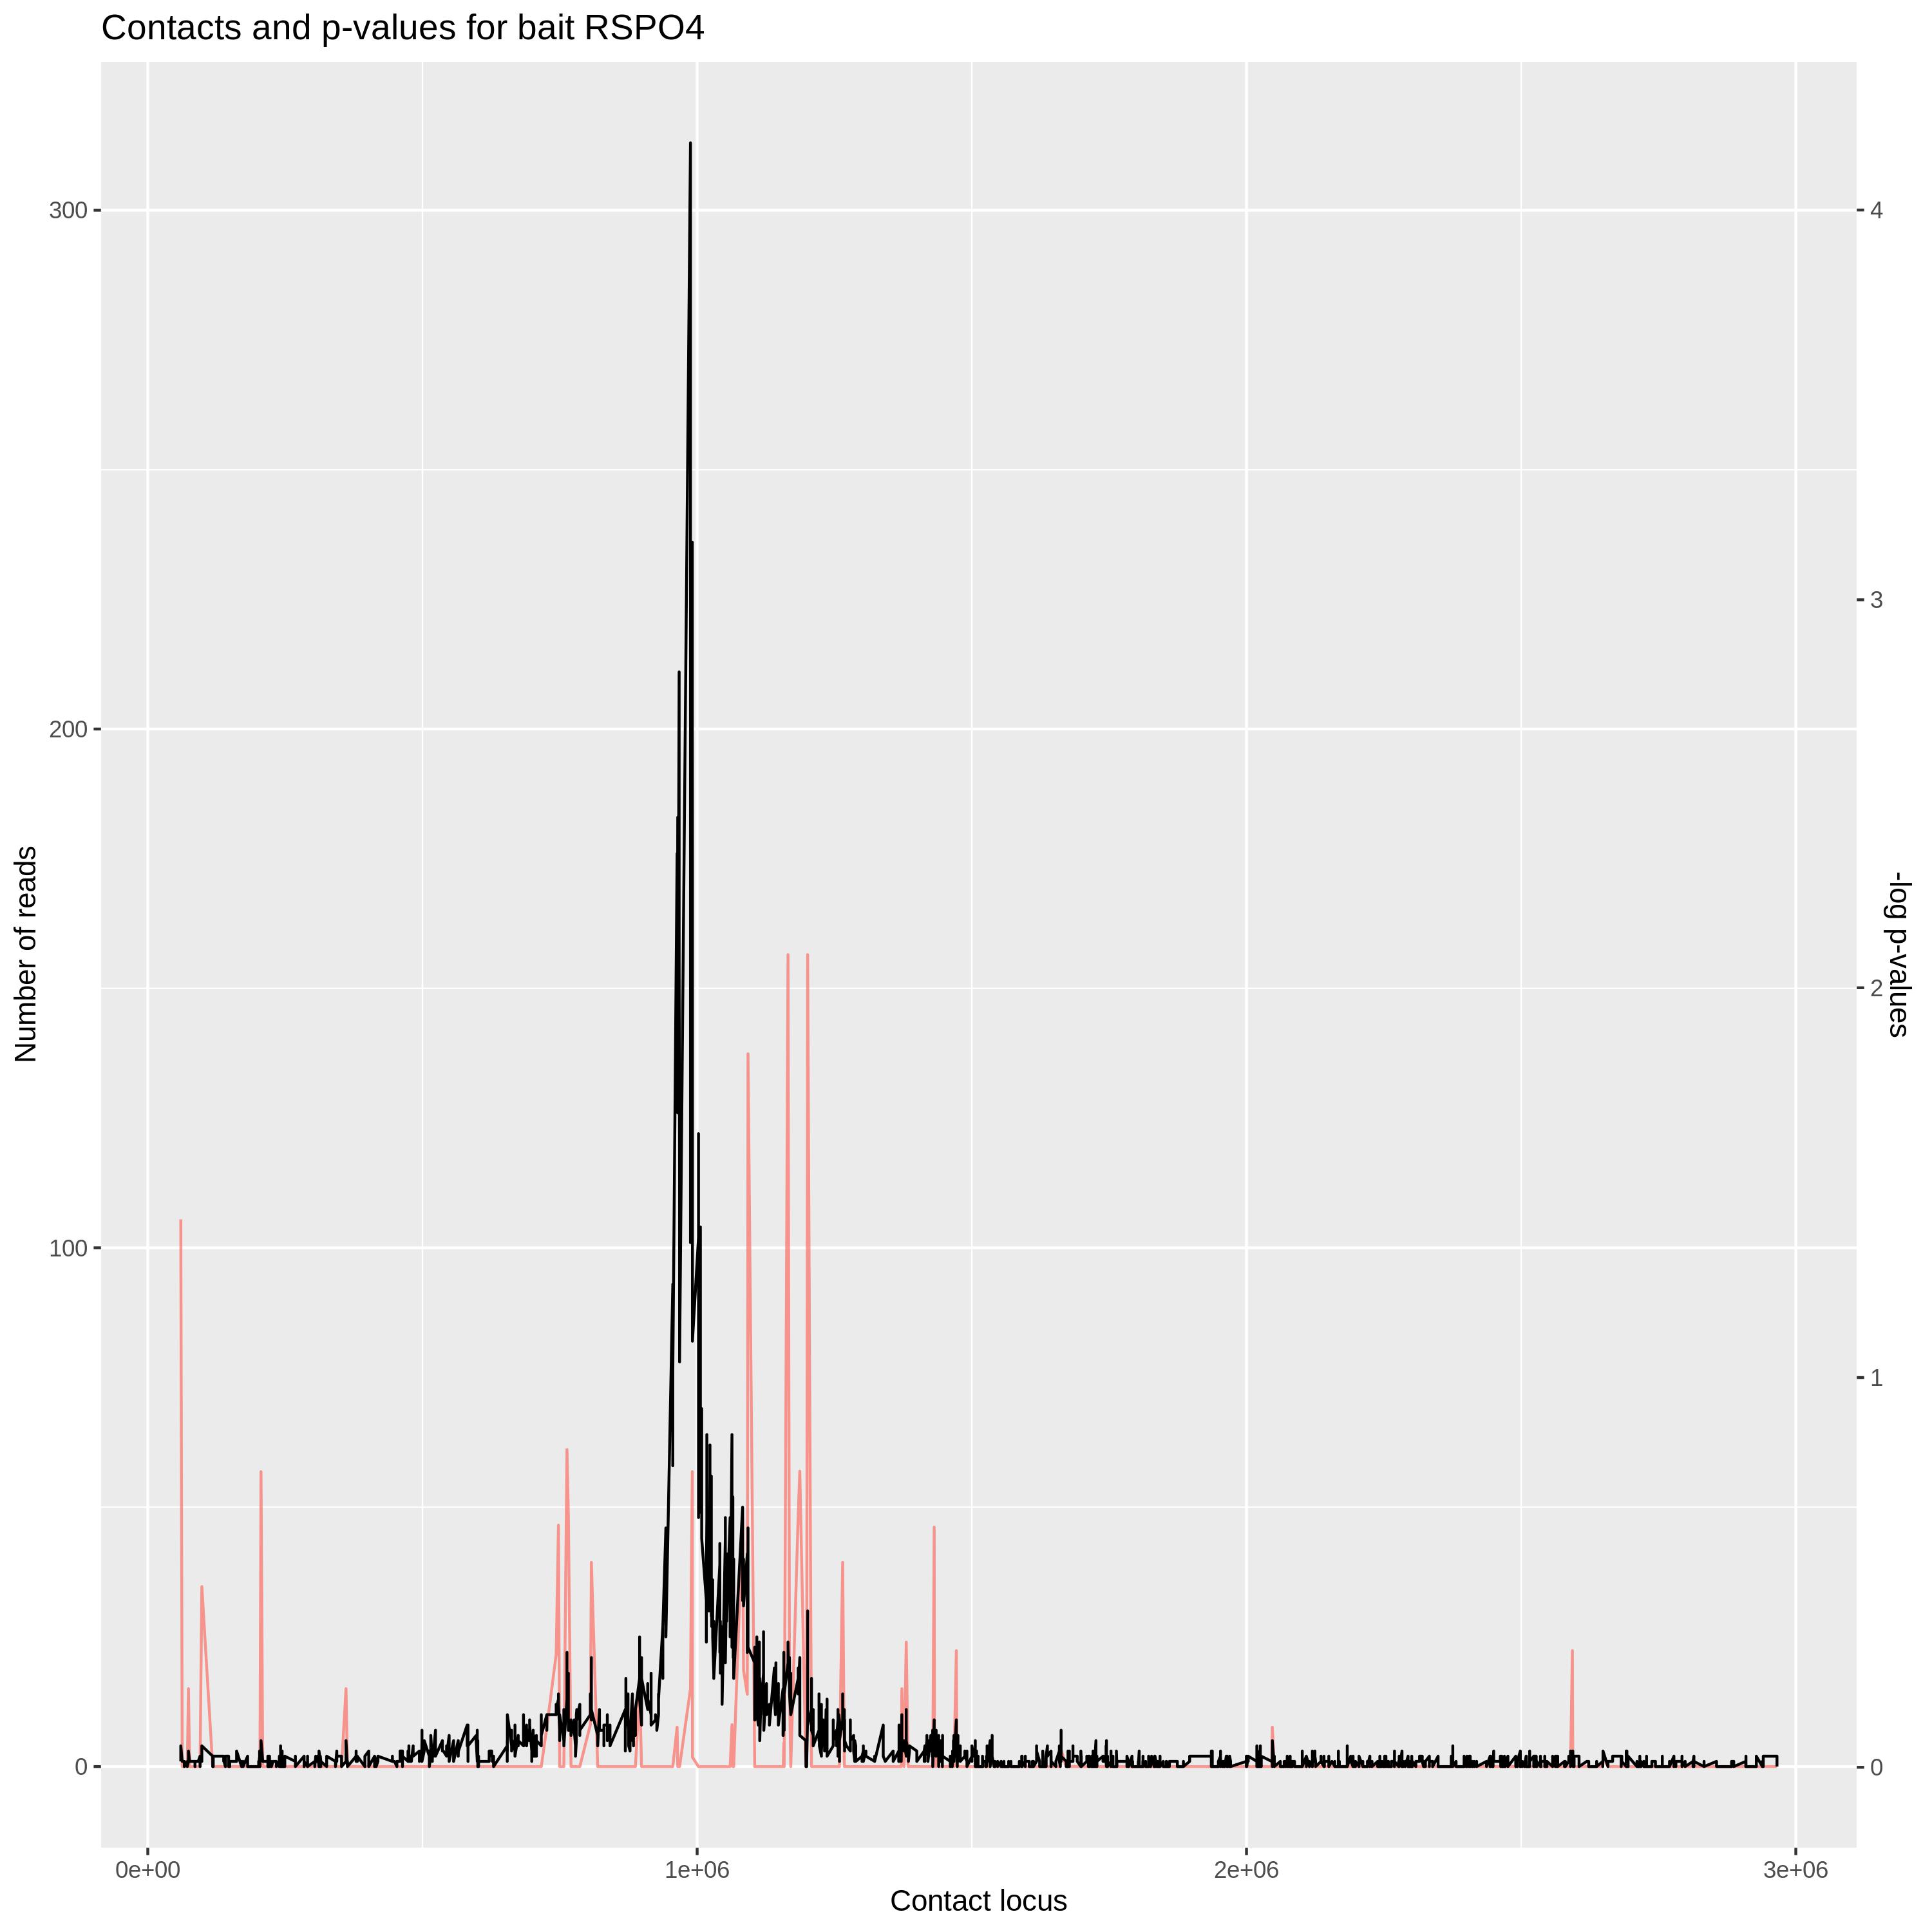 Contacts and p-values for bait RSPO4
300
200
100
0
Number of reads
4
3
2
1
0
-log p-values
0e+00
1e+06
2e+06
3e+06
Contact locus